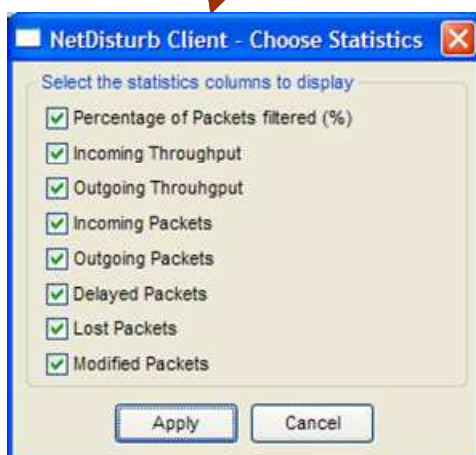 NetDisturb Client - Choose Statistics
Select the statistics columns to display
Percentage of Packets filtered (%)
Incoming Throughput
Outgoing Throuhgput
Incoming Packets
Outgoing Packets
Delayed Packets
Lost Packets
Modified Packets
Apply Cancel